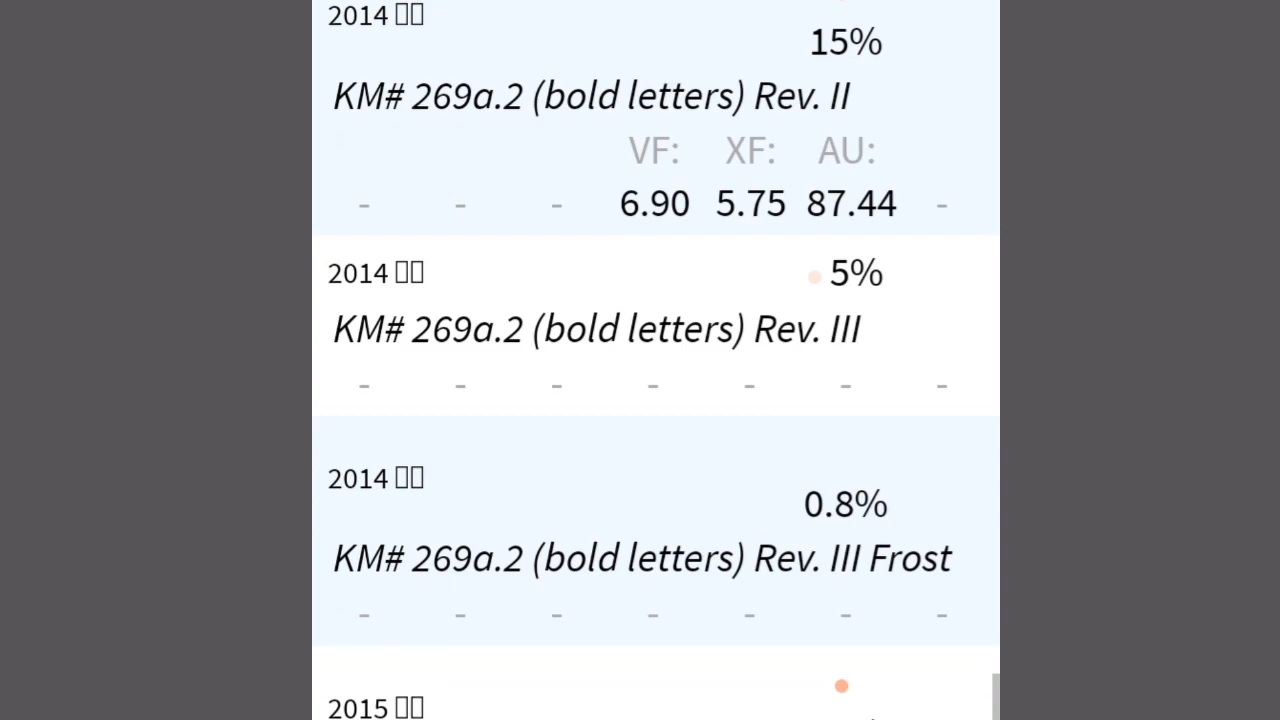 2014
15%
KM# 269a.2 (bold letters) Rev. II
VF: XF: AU:
- - - 6.90 5.75 87.44 -
2014
5%
KM# 269a.2 (bold letters) Rev. III
- - - - - - -
2014
0.8%
KM# 269a.2 (bold letters) Rev. III Frost
- - - - - - -
2015